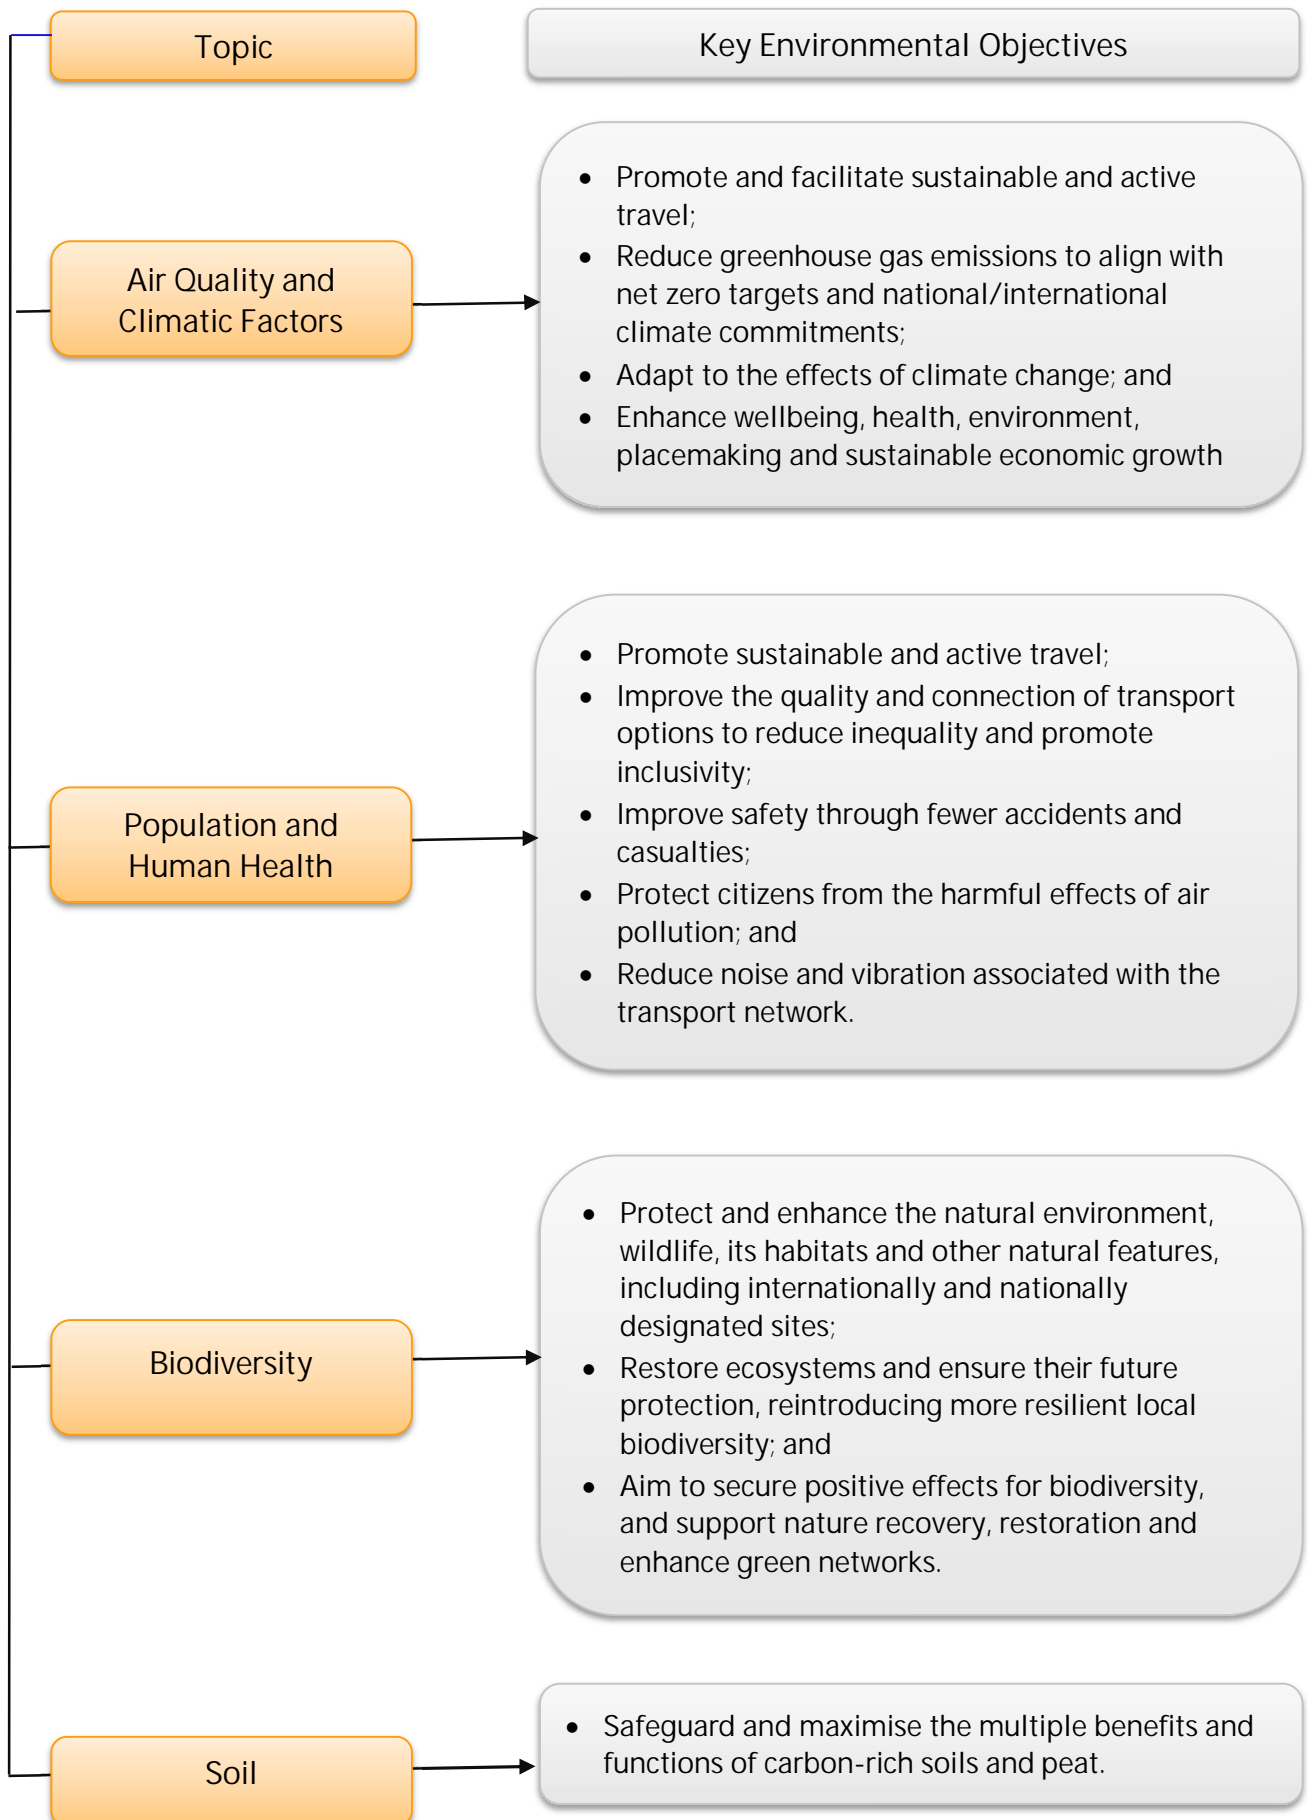 Topic
Key Environmental Objectives
Air Quality and
Climatic Factors
• Promote and facilitate sustainable and active
travel;
• Reduce greenhouse gas emissions to align with
net zero targets and national/international
climate commitments;
• Adapt to the effects of climate change; and
• Enhance wellbeing, health, environment,
placemaking and sustainable economic growth
Population and
Human Health
• Promote sustainable and active travel;
• Improve the quality and connection of transport
options to reduce inequality and promote
inclusivity;
• Improve safety through fewer accidents and
casualties;
• Protect citizens from the harmful effects of air
pollution; and
• Reduce noise and vibration associated with the
transport network.
Biodiversity
• Protect and enhance the natural environment,
wildlife, its habitats and other natural features,
including internationally and nationally
designated sites;
• Restore ecosystems and ensure their future
protection, reintroducing more resilient local
biodiversity; and
• Aim to secure positive effects for biodiversity,
and support nature recovery, restoration and
enhance green networks.
Soil
• Safeguard and maximise the multiple benefits and
functions of carbon-rich soils and peat.